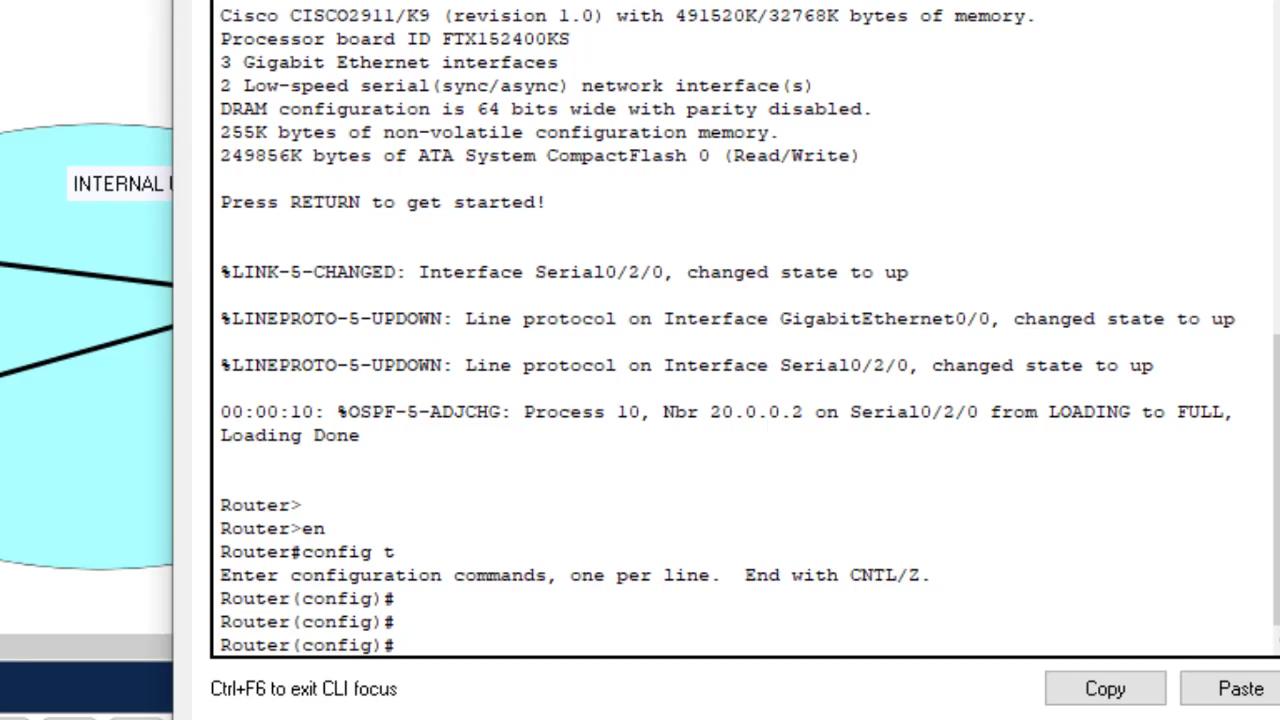 Cisco CISCO2911/K9 (revision 1.0) with 491520K/32768K bytes of memory.
Processor board ID FTX152400KS
3 Gigabit Ethernet interfaces
2 Low-speed serial(sync/async) network interface(s)
DRAM configuration is 64 bits wide with parity disabled.
255K bytes of non-volatile configuration memory.
249856K bytes of ATA System CompactFlash 0 (Read/Write)
INTERNAL
Press RETURN to get started!
%LINK-5-CHANGED: Interface Serial0/2/0, changed state to up
%LINEPROTO-5-UPDOWN: Line protocol on Interface GigabitEthernet0/0, changed state to up
%LINEPROTO-5-UPDOWN: Line protocol on Interface Serial0/2/0, changed state to up
00:00:10: %OSPF-5-ADJCHG: Process 10, Nbr 20.0.0.2 on Serial0/2/0 from LOADING to FULL,
Loading Done
Router>
Router>en
Router#config t
Enter configuration commands, one per line.  End with CNTL/Z.
Router(config)#
Router(config)#
Router(config)#
Ctrl+F6 to exit CLI focus
Copy
Paste